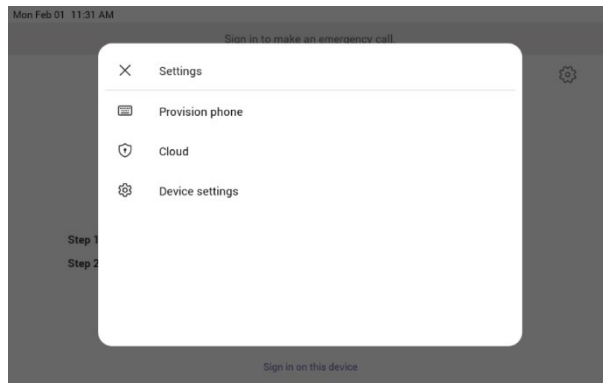 Mon Feb 01 11:31 AM
Sign in to make an emergency call.
Settings
Provision phone
Cloud
Device settings
Step 1
Step 2
Sign in on this device